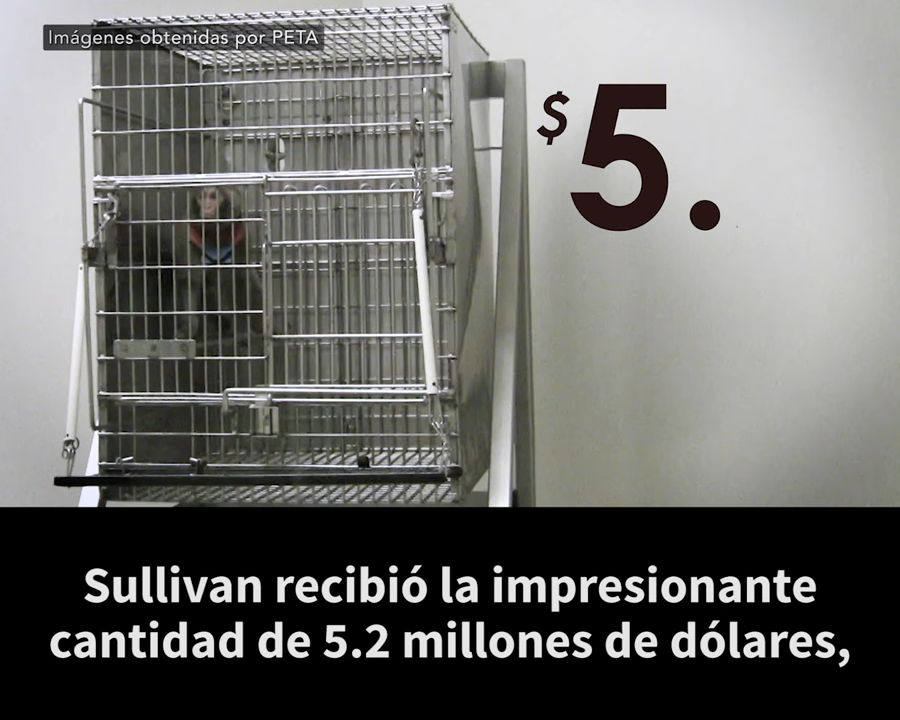 Imágenes obtenidas por PETA
$5.
Sullivan recibió la impresionante
cantidad de 5.2 millones de dólares,